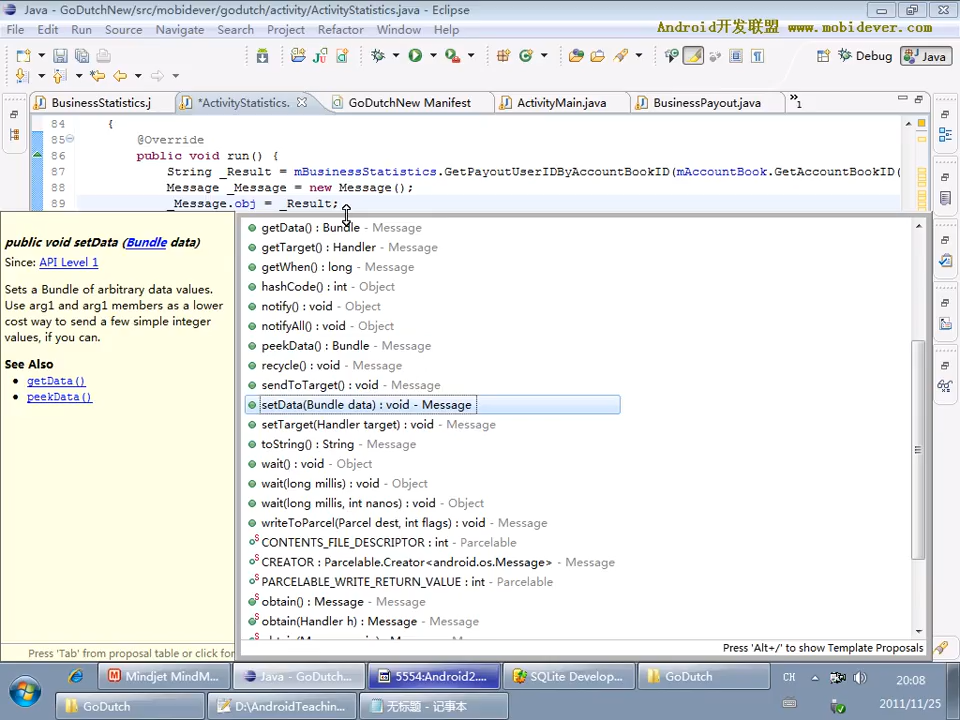 Java - GoDutchNew/src/mobidever/godutch/activity/ActivityStatistics.java - Eclipse
File Edit Run Source Navigate Search Project Refactor Window Help
Android开发联盟 www.mobidever.com
Debug Java
BusinessStatistics.j *ActivityStatistics. GoDutchNew Manifest ActivityMain.java BusinessPayout.java »1
84 {
85 @Override
86 public void run() {
87 String _Result = mBusinessStatistics.GetPayoutUserIDByAccountBookID(mAccountBook.GetAccountBookID(
88 Message _Message = new Message();
89 _Message.obj = _Result;
public void setData (Bundle data)
Since: API Level 1
Sets a Bundle of arbitrary data values.
Use arg1 and arg1 members as a lower
cost way to send a few simple integer
values, if you can.
See Also
• getData()
• peekData()
Press 'Tab' from proposal table or click for
getData() : Bundle - Message
getTarget() : Handler - Message
getWhen() : long - Message
hashCode() : int - Object
notify() : void - Object
notifyAll() : void - Object
peekData() : Bundle - Message
recycle() : void - Message
sendToTarget() : void - Message
setData(Bundle data) : void - Message
setTarget(Handler target) : void - Message
toString() : String - Message
wait() : void - Object
wait(long millis) : void - Object
wait(long millis, int nanos) : void - Object
writeToParcel(Parcel dest, int flags) : void - Message
CONTENTS_FILE_DESCRIPTOR : int - Parcelable
CREATOR : Parcelable.Creator<android.os.Message> - Message
PARCELABLE_WRITE_RETURN_VALUE : int - Parcelable
obtain() : Message - Message
obtain(Handler h) : Message - Message
Press 'Alt+/' to show Template Proposals
Mindjet MindM... Java - GoDutch... 5554:Android2.... SQLite Develop... GoDutch CH 20:08
GoDutch D:\AndroidTeachin... 无标题 - 记事本 2011/11/25